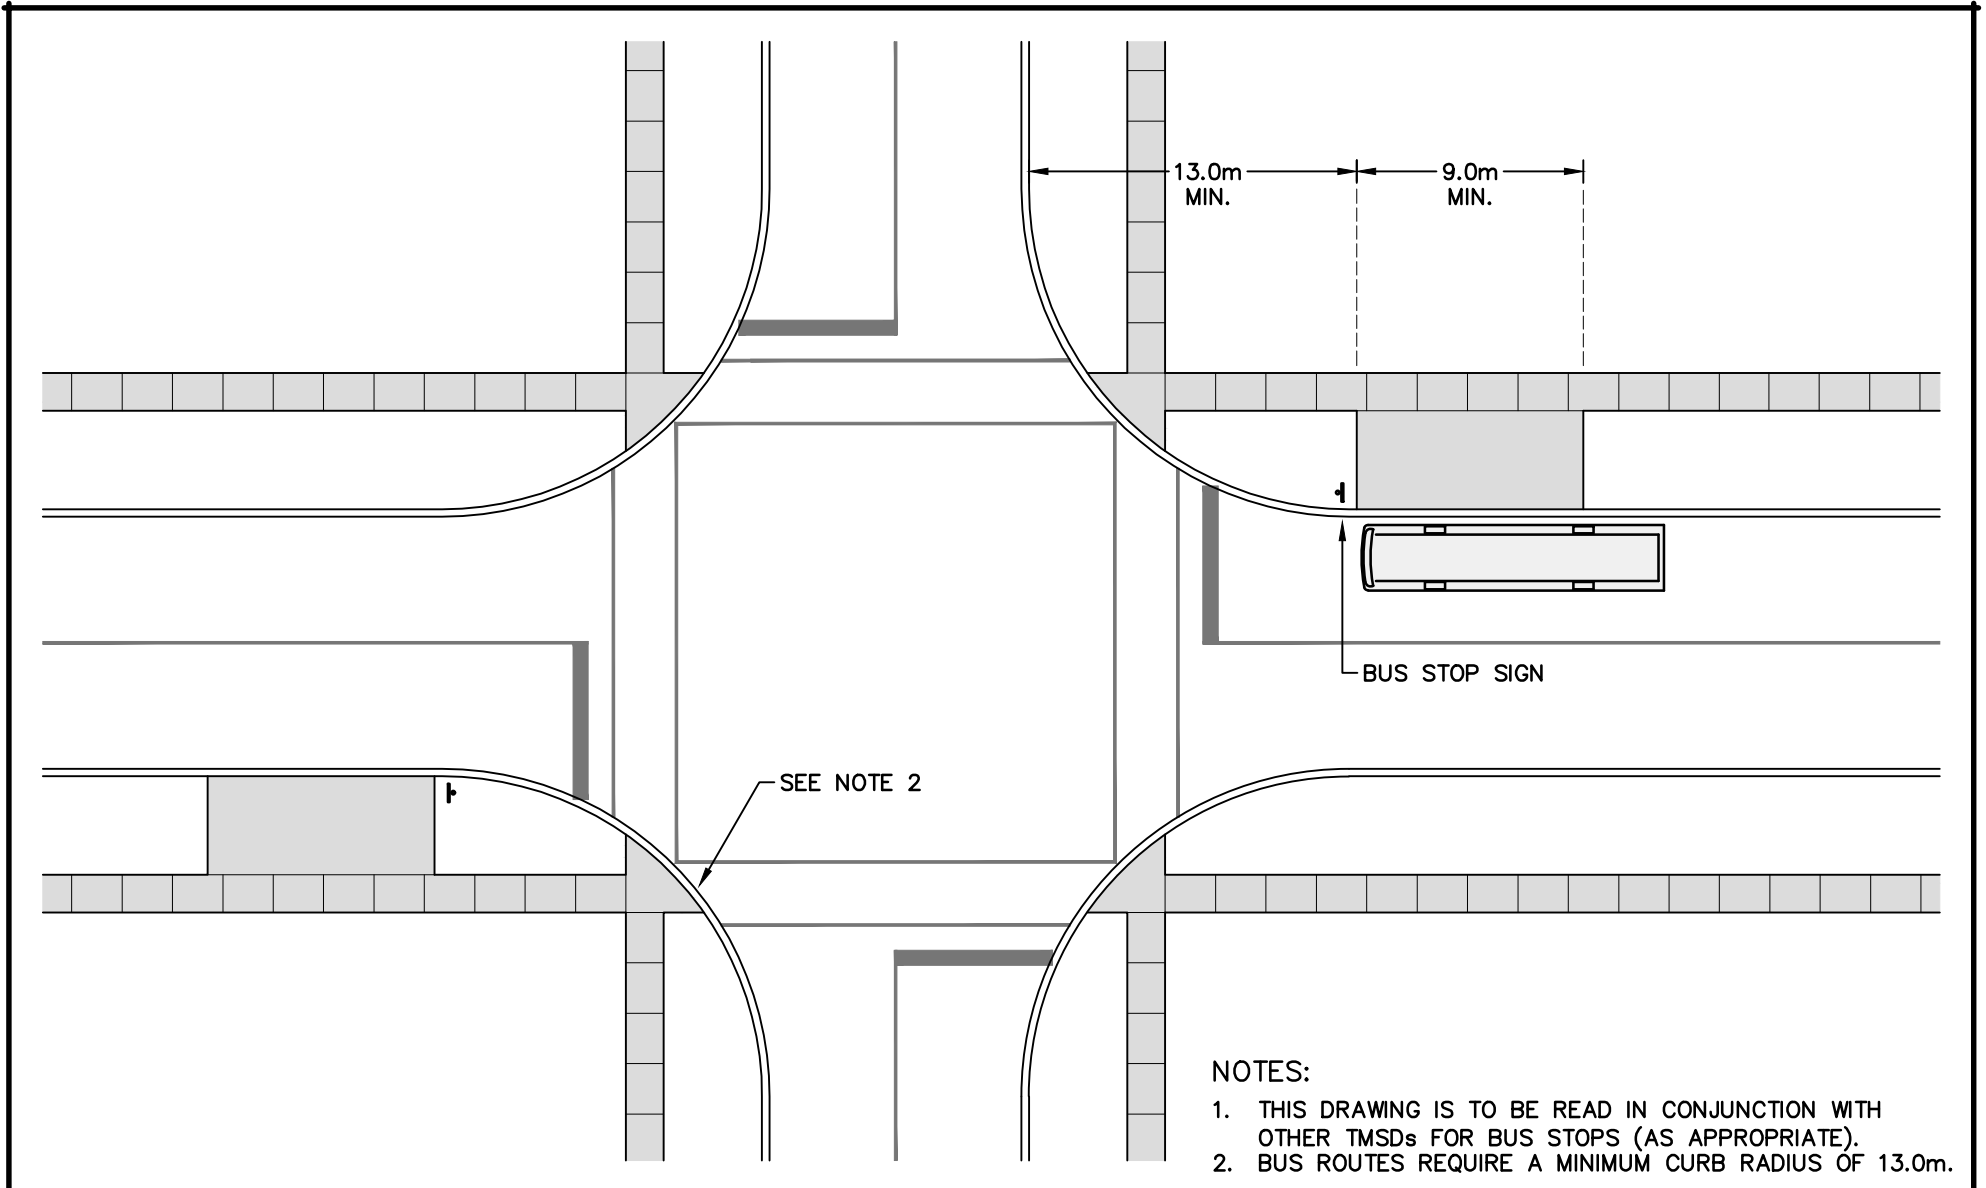 13.0m
MIN.
9.0m
MIN.
BUS STOP SIGN
SEE NOTE 2
NOTES:
1. THIS DRAWING IS TO BE READ IN CONJUNCTION WITH
OTHER TMSDs FOR BUS STOPS (AS APPROPRIATE).
2. BUS ROUTES REQUIRE A MINIMUM CURB RADIUS OF 13.0m.